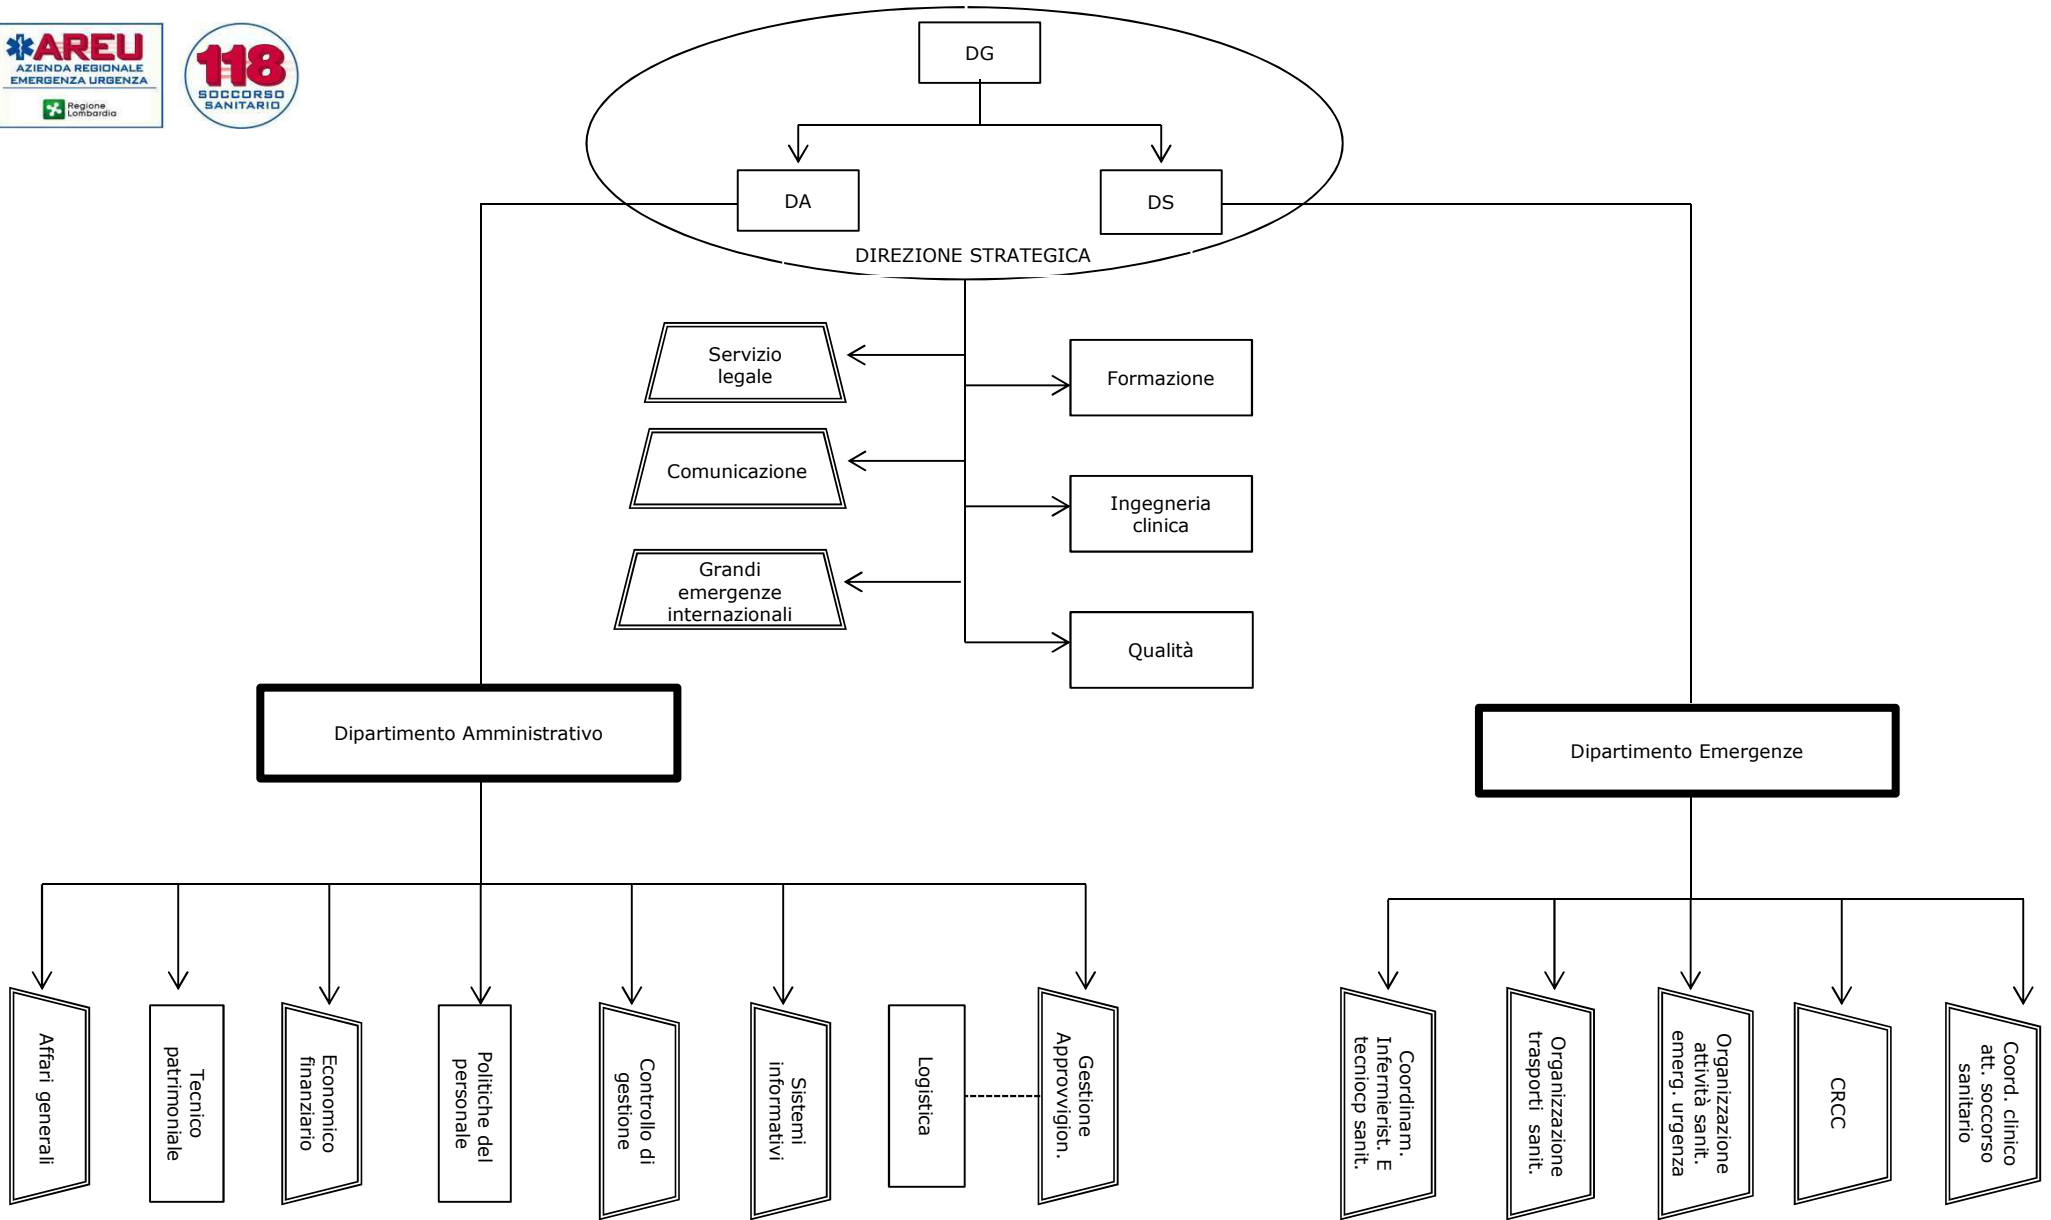 AREU
AZIENDA REGIONALE
EMERGENZA URGENZA
Regione
Lombardia
118
SOCCORSO
SANITARIO
DG
DA
DS
DIREZIONE STRATEGICA
Servizio
legale
Formazione
Comunicazione
Ingegneria
clinica
Grandi
emergenze
internazionali
Qualità
Dipartimento Amministrativo
Dipartimento Emergenze
Affari generali
Tecnico
patrimoniale
Economico
finanziario
Politiche del
personale
Controllo di
gestione
Sistemi
informativi
Logistica
Gestione
Approvvigion.
Coordinam.
Infermierist. E
tecniocp sanit.
Organizzazione
trasporti sanit.
Organizzazione
attività sanit.
emerg. urgenza
CRCC
Coord. clinico
att. soccorso
sanitario